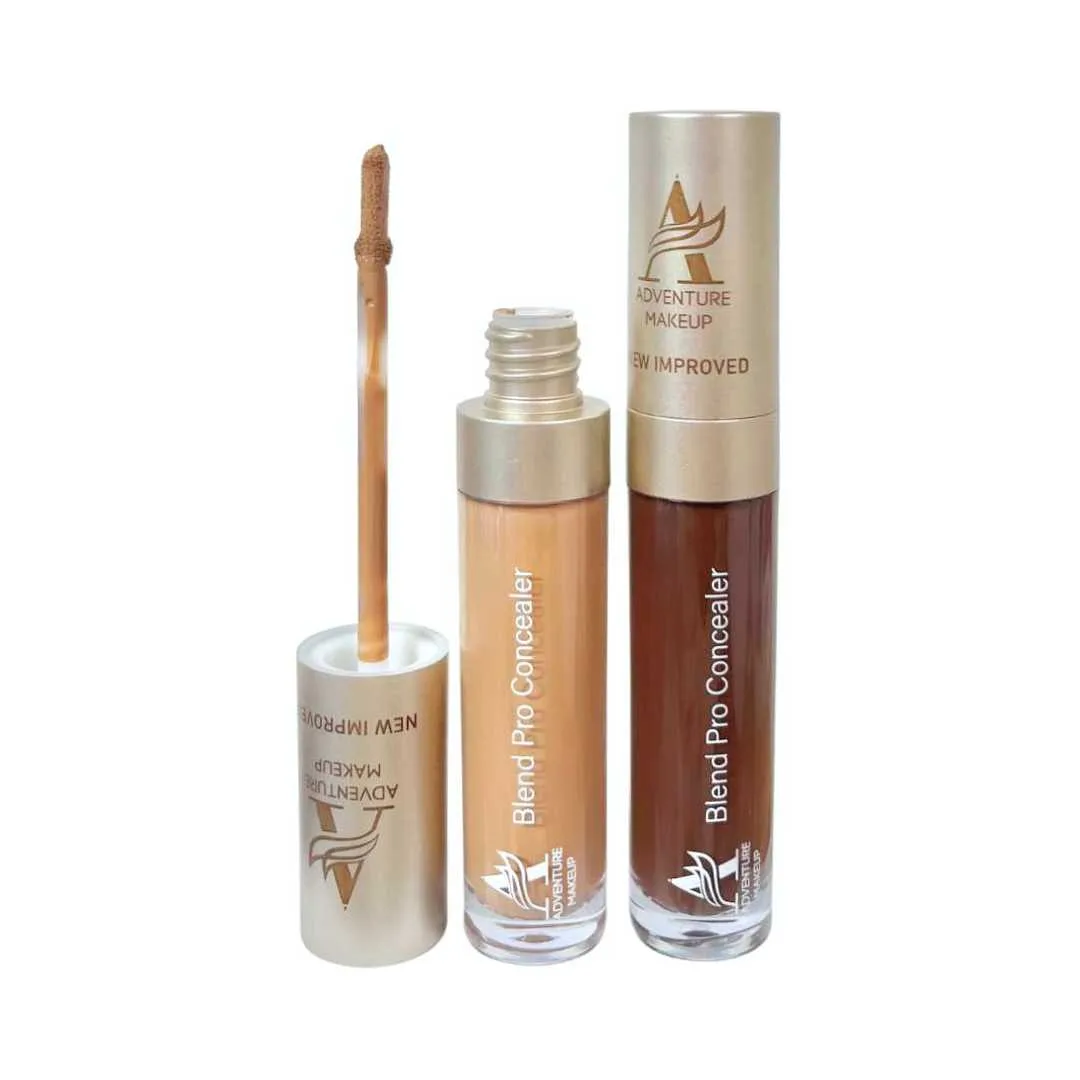 NEW IMPROVE
ADVENTURE
MAKEUP
Blend Pro Concealer
ADVENTURE
MAKEUP
ADVENTURE
MAKEUP
EW IMPROVED
Blend Pro Concealer
ADVENTURE
MAKEUP